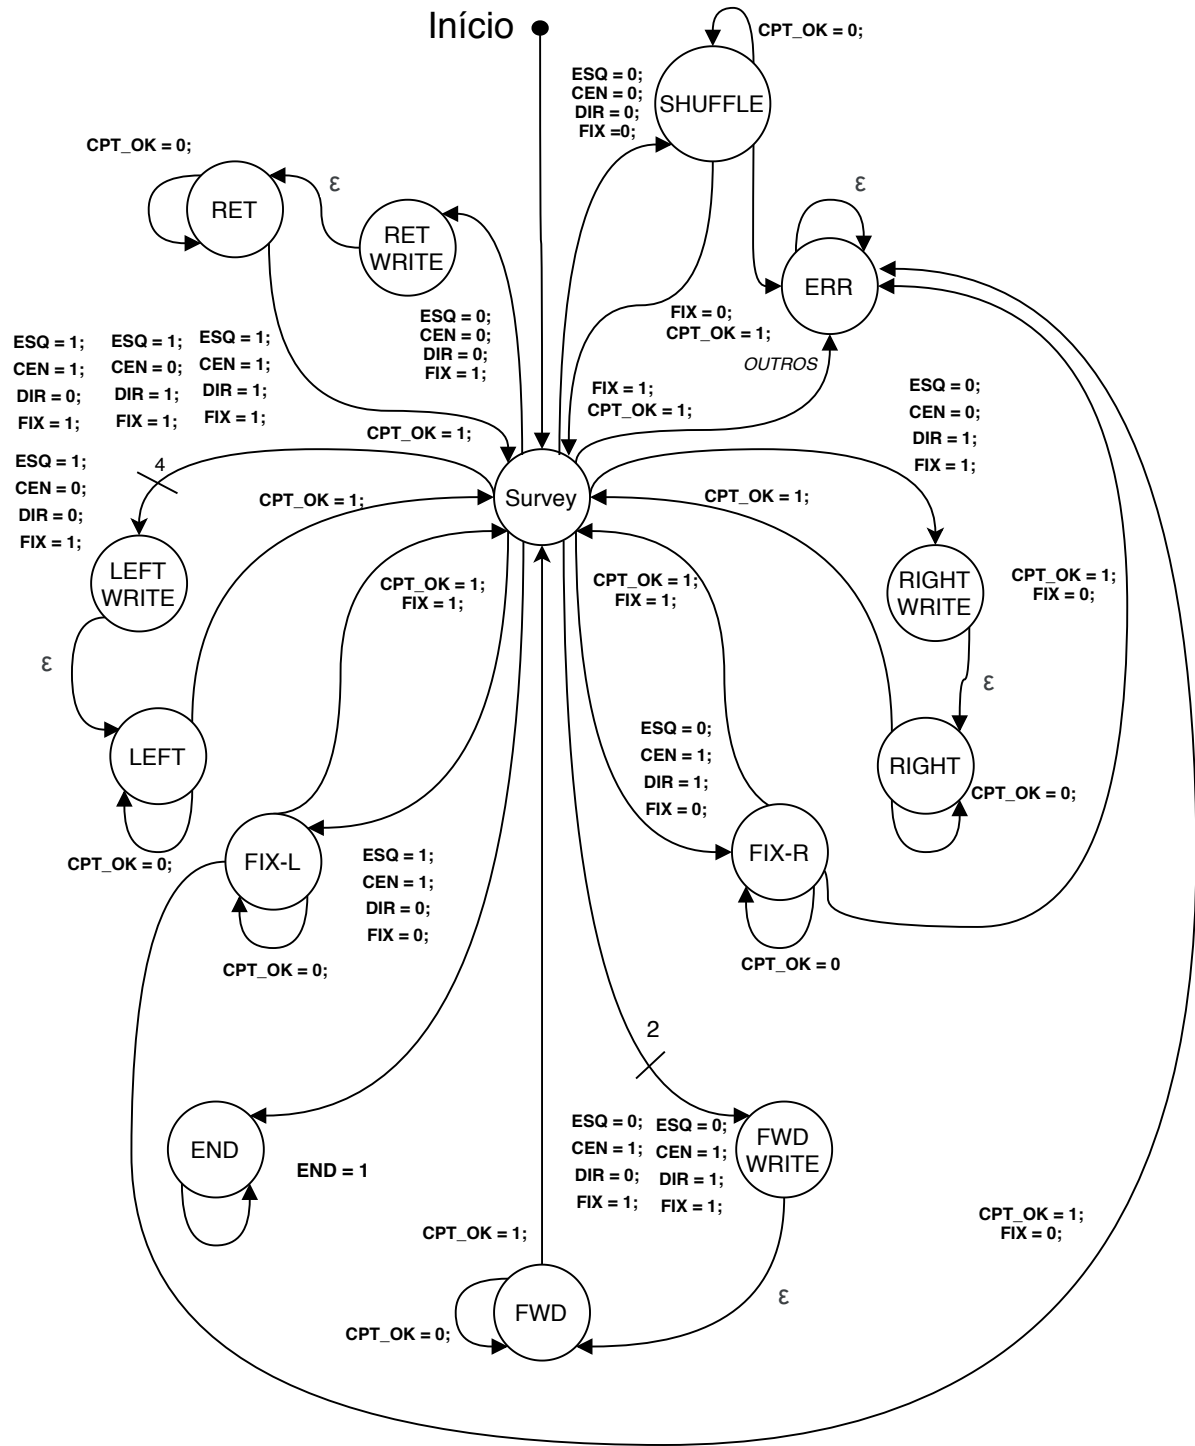 Início
CPT_OK = 0;
ESQ = 0;
CEN = 0;
DIR = 0;
FIX =0;
SHUFFLE
CPT_OK = 0;
RET
ε
RET
WRITE
ε
ERR
ESQ = 0;
CEN = 0;
DIR = 0;
FIX = 1;
FIX = 0;
CPT_OK = 1;
OUTROS
ESQ = 1;
CEN = 1;
DIR = 0;
FIX = 1;
ESQ = 1;
CEN = 0;
DIR = 1;
FIX = 1;
ESQ = 1;
CEN = 1;
DIR = 1;
FIX = 1;
FIX = 1;
CPT_OK = 1;
ESQ = 0;
CEN = 0;
DIR = 1;
FIX = 1;
CPT_OK = 1;
ESQ = 1;
CEN = 0;
DIR = 0;
FIX = 1;
4
CPT_OK = 1;
Survey
CPT_OK = 1;
LEFT
WRITE
CPT_OK = 1;
FIX = 1;
CPT_OK = 1;
FIX = 1;
RIGHT
WRITE
CPT_OK = 1;
FIX = 0;
ε
ε
LEFT
ESQ = 0;
CEN = 1;
DIR = 1;
FIX = 0;
RIGHT
CPT_OK = 0;
CPT_OK = 0;
FIX-L
ESQ = 1;
CEN = 1;
DIR = 0;
FIX = 0;
FIX-R
CPT_OK = 0;
CPT_OK = 0
2
END
END = 1
ESQ = 0;
CEN = 1;
DIR = 0;
FIX = 1;
ESQ = 0;
CEN = 1;
DIR = 1;
FIX = 1;
FWD
WRITE
CPT_OK = 1;
FIX = 0;
CPT_OK = 1;
ε
FWD
CPT_OK = 0;